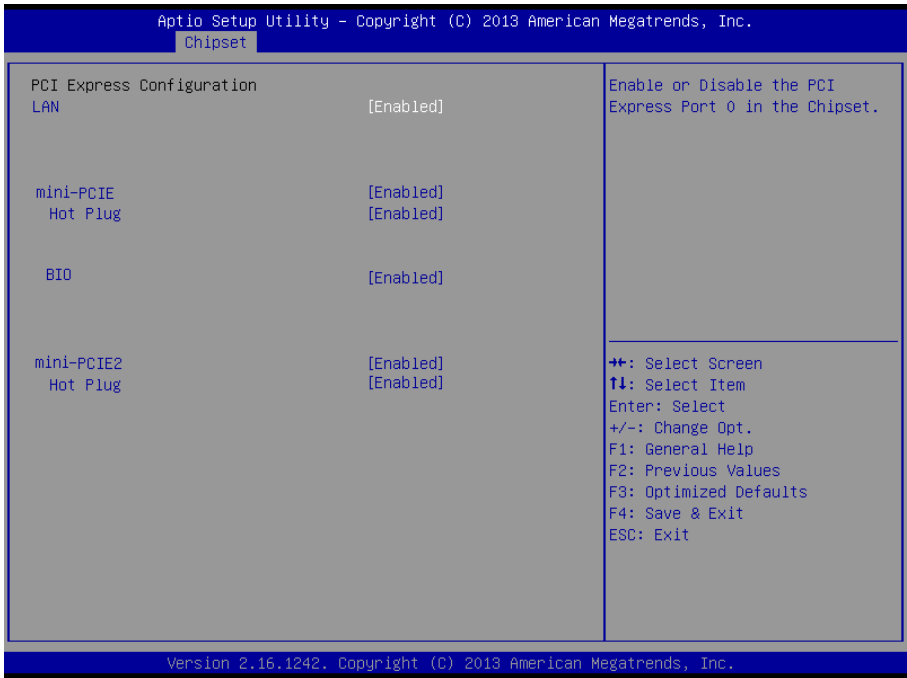 Aptio Setup Utility – Copyright (C) 2013 American Megatrends, Inc.
Chipset
PCI Express Configuration
LAN [Enabled]
mini-PCIE [Enabled]
Hot Plug [Enabled]
BIO [Enabled]
mini-PCIE2 [Enabled]
Hot Plug [Enabled]
Enable or Disable the PCI
Express Port 0 in the Chipset.
→←: Select Screen
↑↓: Select Item
Enter: Select
+/-: Change Opt.
F1: General Help
F2: Previous Values
F3: Optimized Defaults
F4: Save & Exit
ESC: Exit
Version 2.16.1242. Copyright (C) 2013 American Megatrends, Inc.